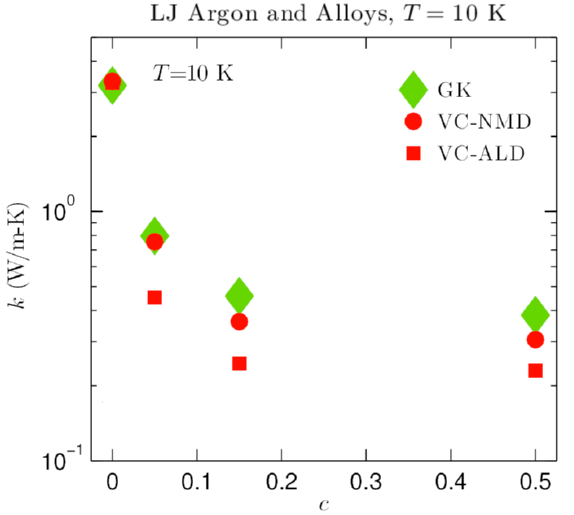 LJ Argon and Alloys, T = 10 K
T=10 K
GK
VC-NMD
VC-ALD
k (W/m-K)
10^0
10^-1
0 0.1 0.2 0.3 0.4 0.5
c